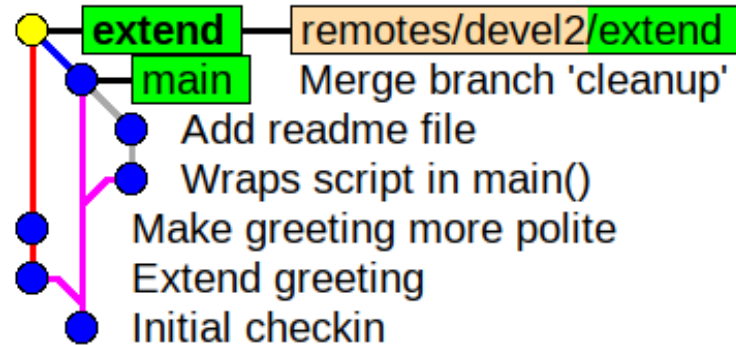 extend remotes/devel2/extend
main Merge branch 'cleanup'
Add readme file
Wraps script in main()
Make greeting more polite
Extend greeting
Initial checkin